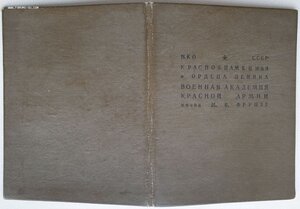 НКО ★ СССР
КРАСНОЗНАМЕННАЯ
и ОРДЕНА ЛЕНИНА
ВОЕННАЯ АКАДЕМИЯ
КРАСНОЙ АРМИИ
имени М. В. ФРУНЗЕ